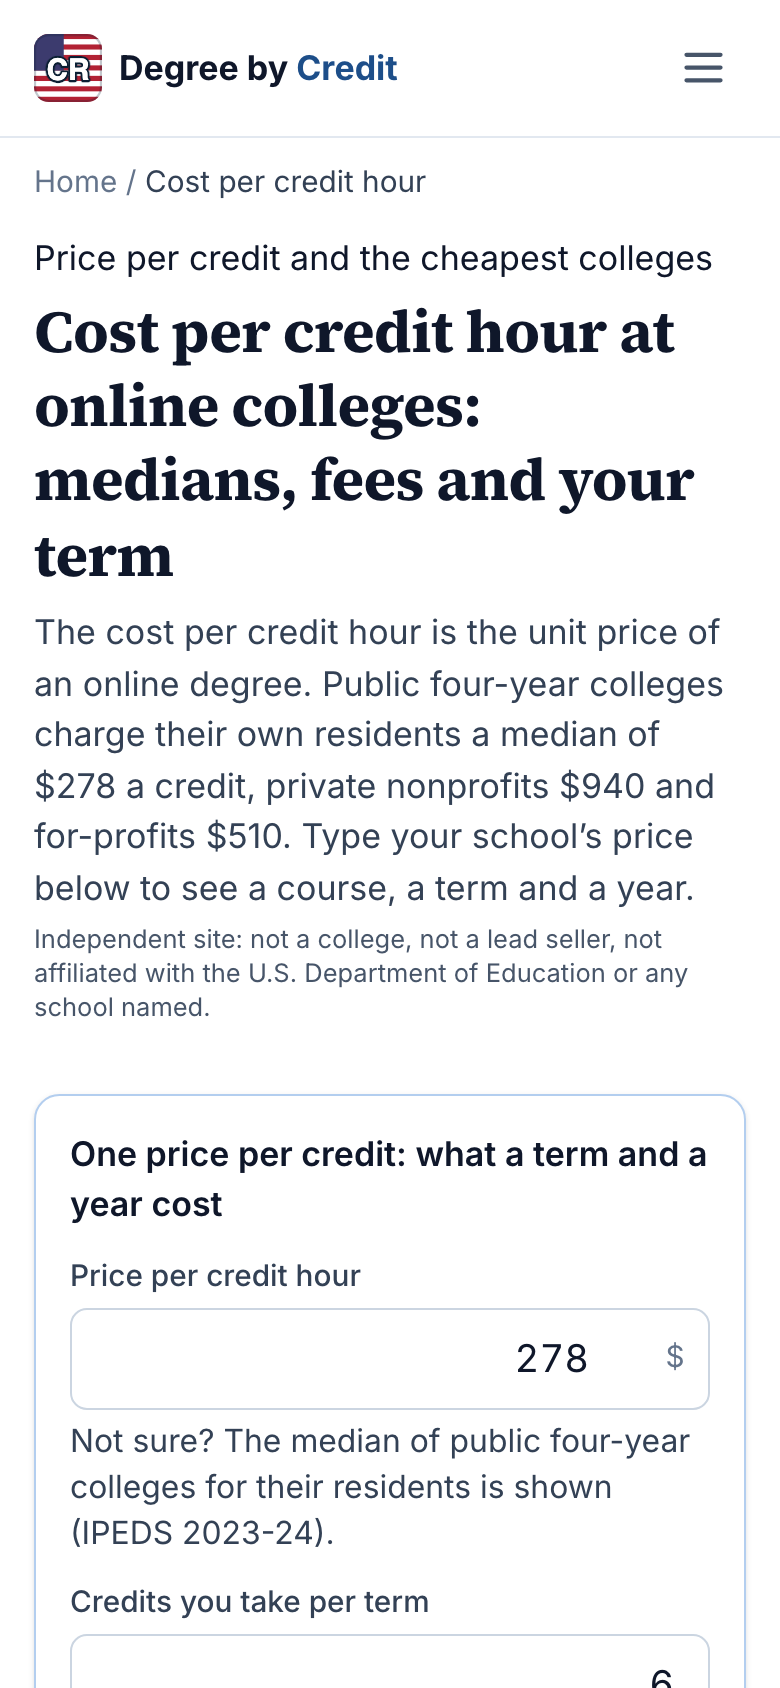 CR Degree by Credit
Home / Cost per credit hour
Price per credit and the cheapest colleges
Cost per credit hour at
online colleges:
medians, fees and your
term
The cost per credit hour is the unit price of
an online degree. Public four-year colleges
charge their own residents a median of
$278 a credit, private nonprofits $940 and
for-profits $510. Type your school’s price
below to see a course, a term and a year.
Independent site: not a college, not a lead seller, not
affiliated with the U.S. Department of Education or any
school named.
One price per credit: what a term and a
year cost
Price per credit hour
278 $
Not sure? The median of public four-year
colleges for their residents is shown
(IPEDS 2023-24).
Credits you take per term
6